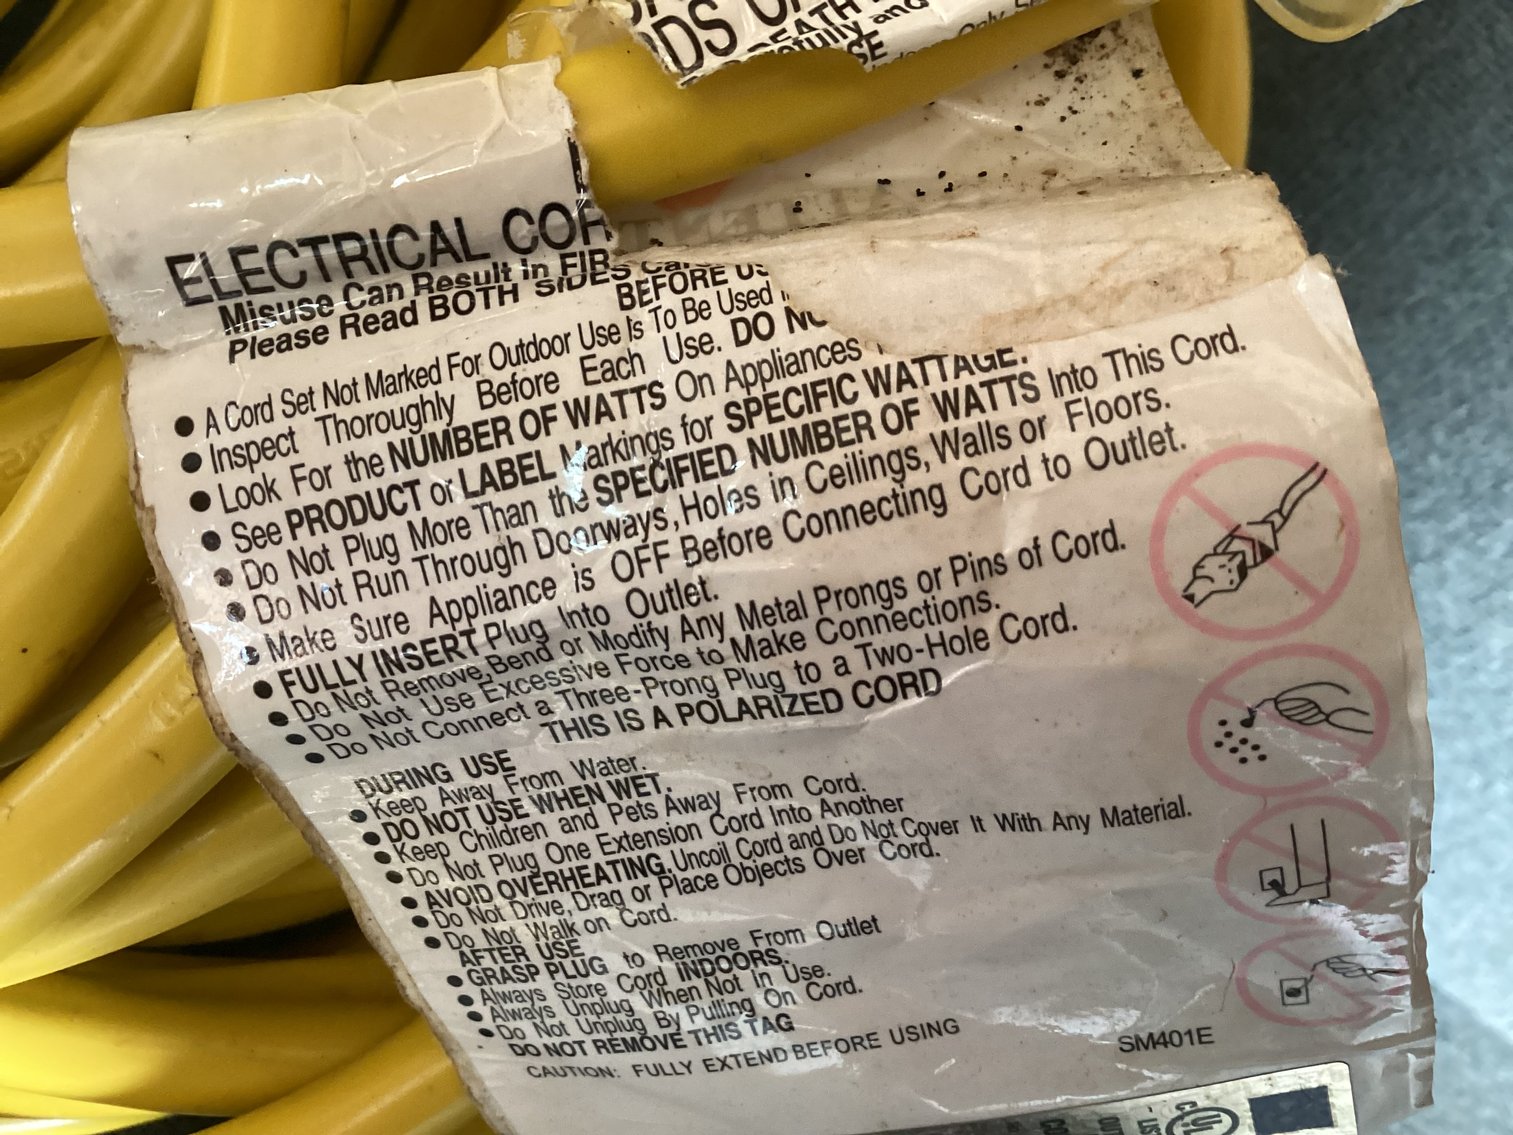 DS
EATH
efully and
SE
Only
ELECTRICAL COR
Misuse Can Result In FIRE
Please Read BOTH SIDES
BEFORE US
● A Cord Set Not Marked For Outdoor Use Is To Be Used
● Inspect Thoroughly Before Each Use. DO NO
● Look For the NUMBER OF WATTS On Appliances
● See PRODUCT or LABEL Markings for SPECIFIC WATTAGE.
● Do Not Plug More Than the SPECIFIED NUMBER OF WATTS Into This Cord.
● Do Not Run Through Doorways, Holes in Ceilings, Walls or Floors.
● Make Sure Appliance is OFF Before Connecting Cord to Outlet.
● FULLY INSERT Plug Into Outlet.
● Do Not Remove, Bend or Modify Any Metal Prongs or Pins of Cord.
● Do Not Use Excessive Force to Make Connections.
● Do Not Connect a Three-Prong Plug to a Two-Hole Cord.
THIS IS A POLARIZED CORD
DURING USE
● Keep Away From Water.
● DO NOT USE WHEN WET.
● Keep Children and Pets Away From Cord.
● Do Not Plug One Extension Cord Into Another
● AVOID OVERHEATING. Uncoil Cord and Do Not Cover It With Any Material.
● Do Not Drive, Drag or Place Objects Over Cord.
● Do Not Walk on Cord.
AFTER USE
● GRASP PLUG to Remove From Outlet
● Always Store Cord INDOORS.
● Always Unplug When Not In Use.
● Do Not Unplug By Pulling On Cord.
DO NOT REMOVE THIS TAG
CAUTION: FULLY EXTEND BEFORE USING
SM401E
C UL